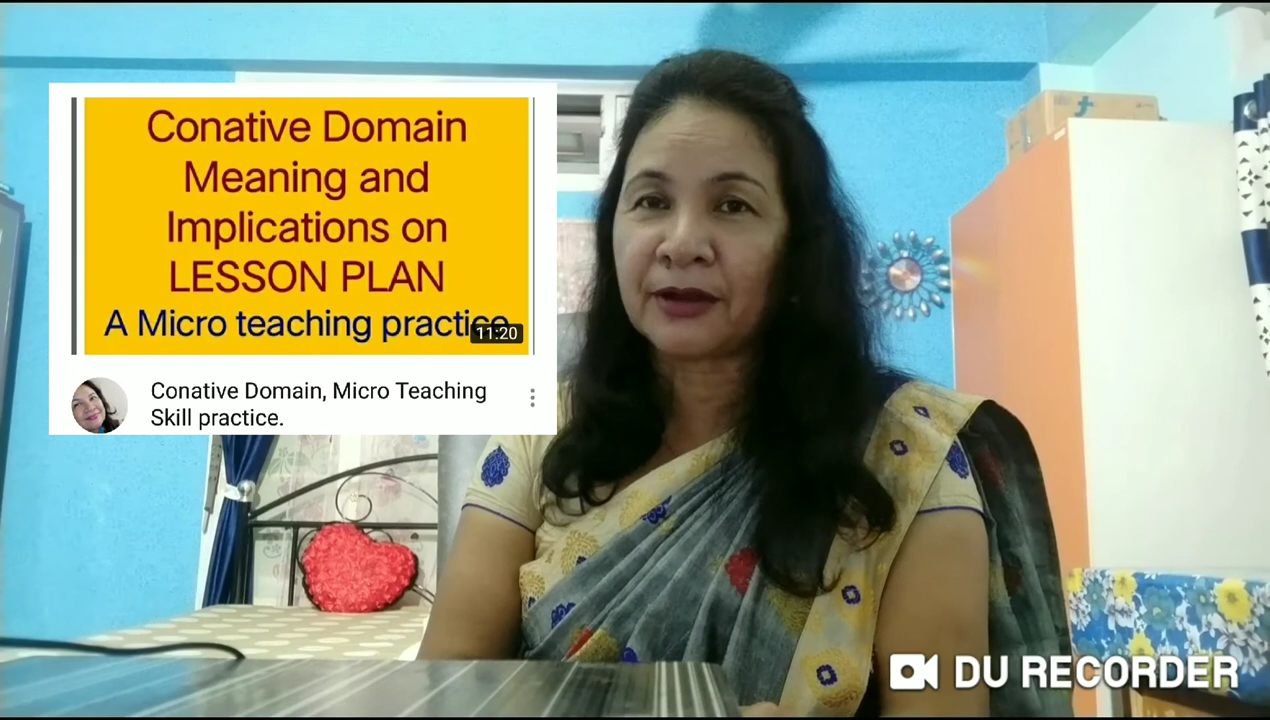 Conative Domain
Meaning and
Implications on
LESSON PLAN
A Micro teaching practice
11:20
Conative Domain, Micro Teaching
Skill practice.
DU RECORDER